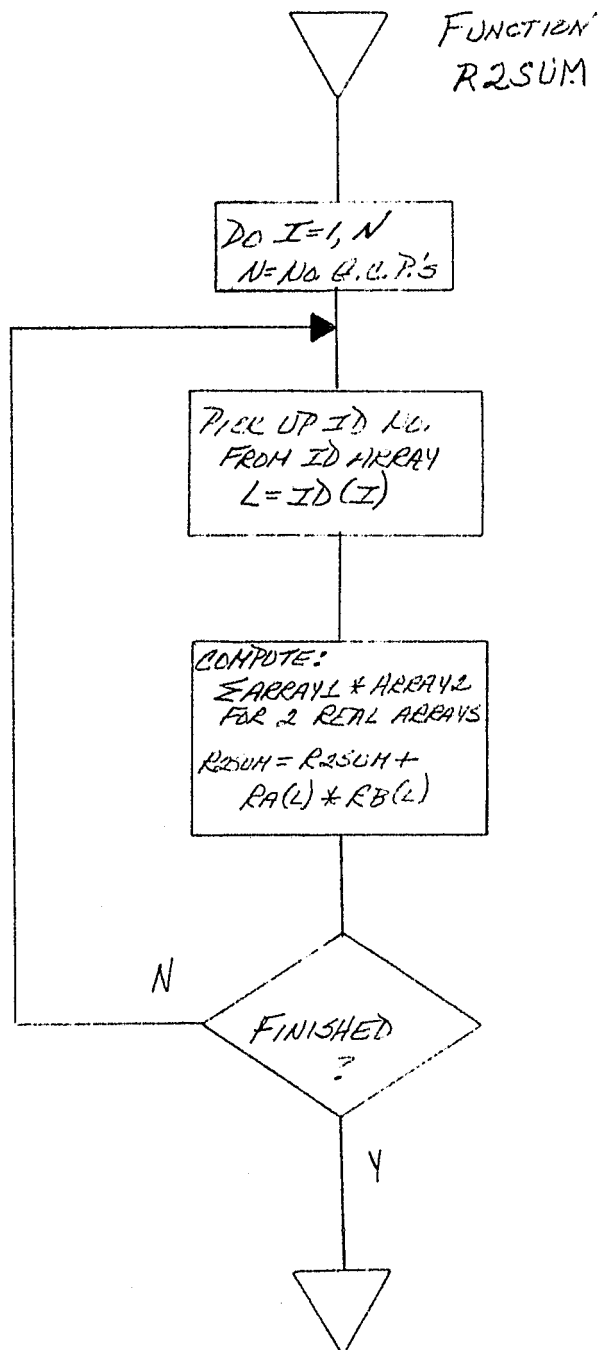 FUNCTION
R2SUM
DO I=1, N
N=NO. G.C.P.'s
PICK UP ID NO.
FROM ID ARRAY
L=ID(I)
COMPUTE:
ΣARRAY1 * ARRAY2
FOR 2 REAL ARRAYS
R2SUM = R2SUM +
RA(L) * RB(L)
N
FINISHED
?
Y